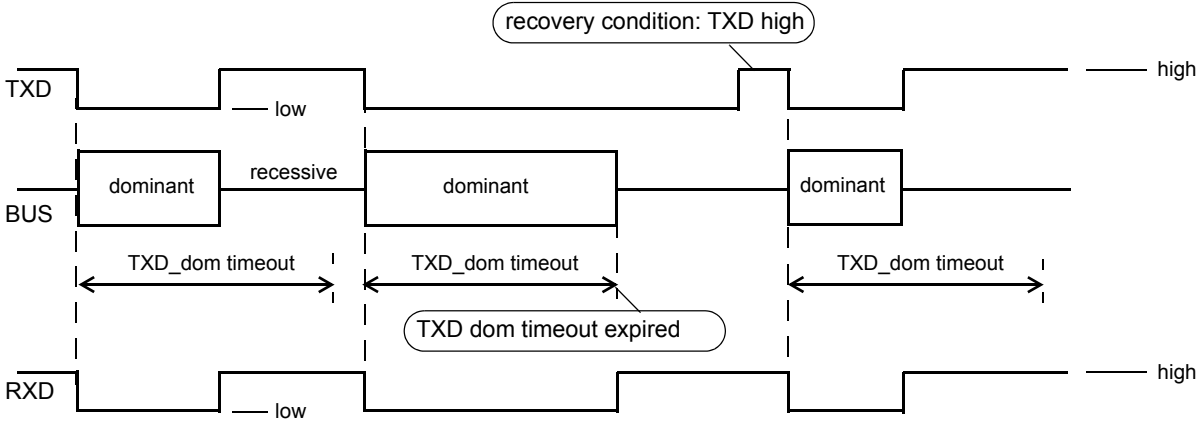 recovery condition: TXD high
TXD
high
low
BUS
dominant
recessive
dominant
dominant
TXD_dom timeout
TXD_dom timeout
TXD_dom timeout
TXD dom timeout expired
RXD
high
low